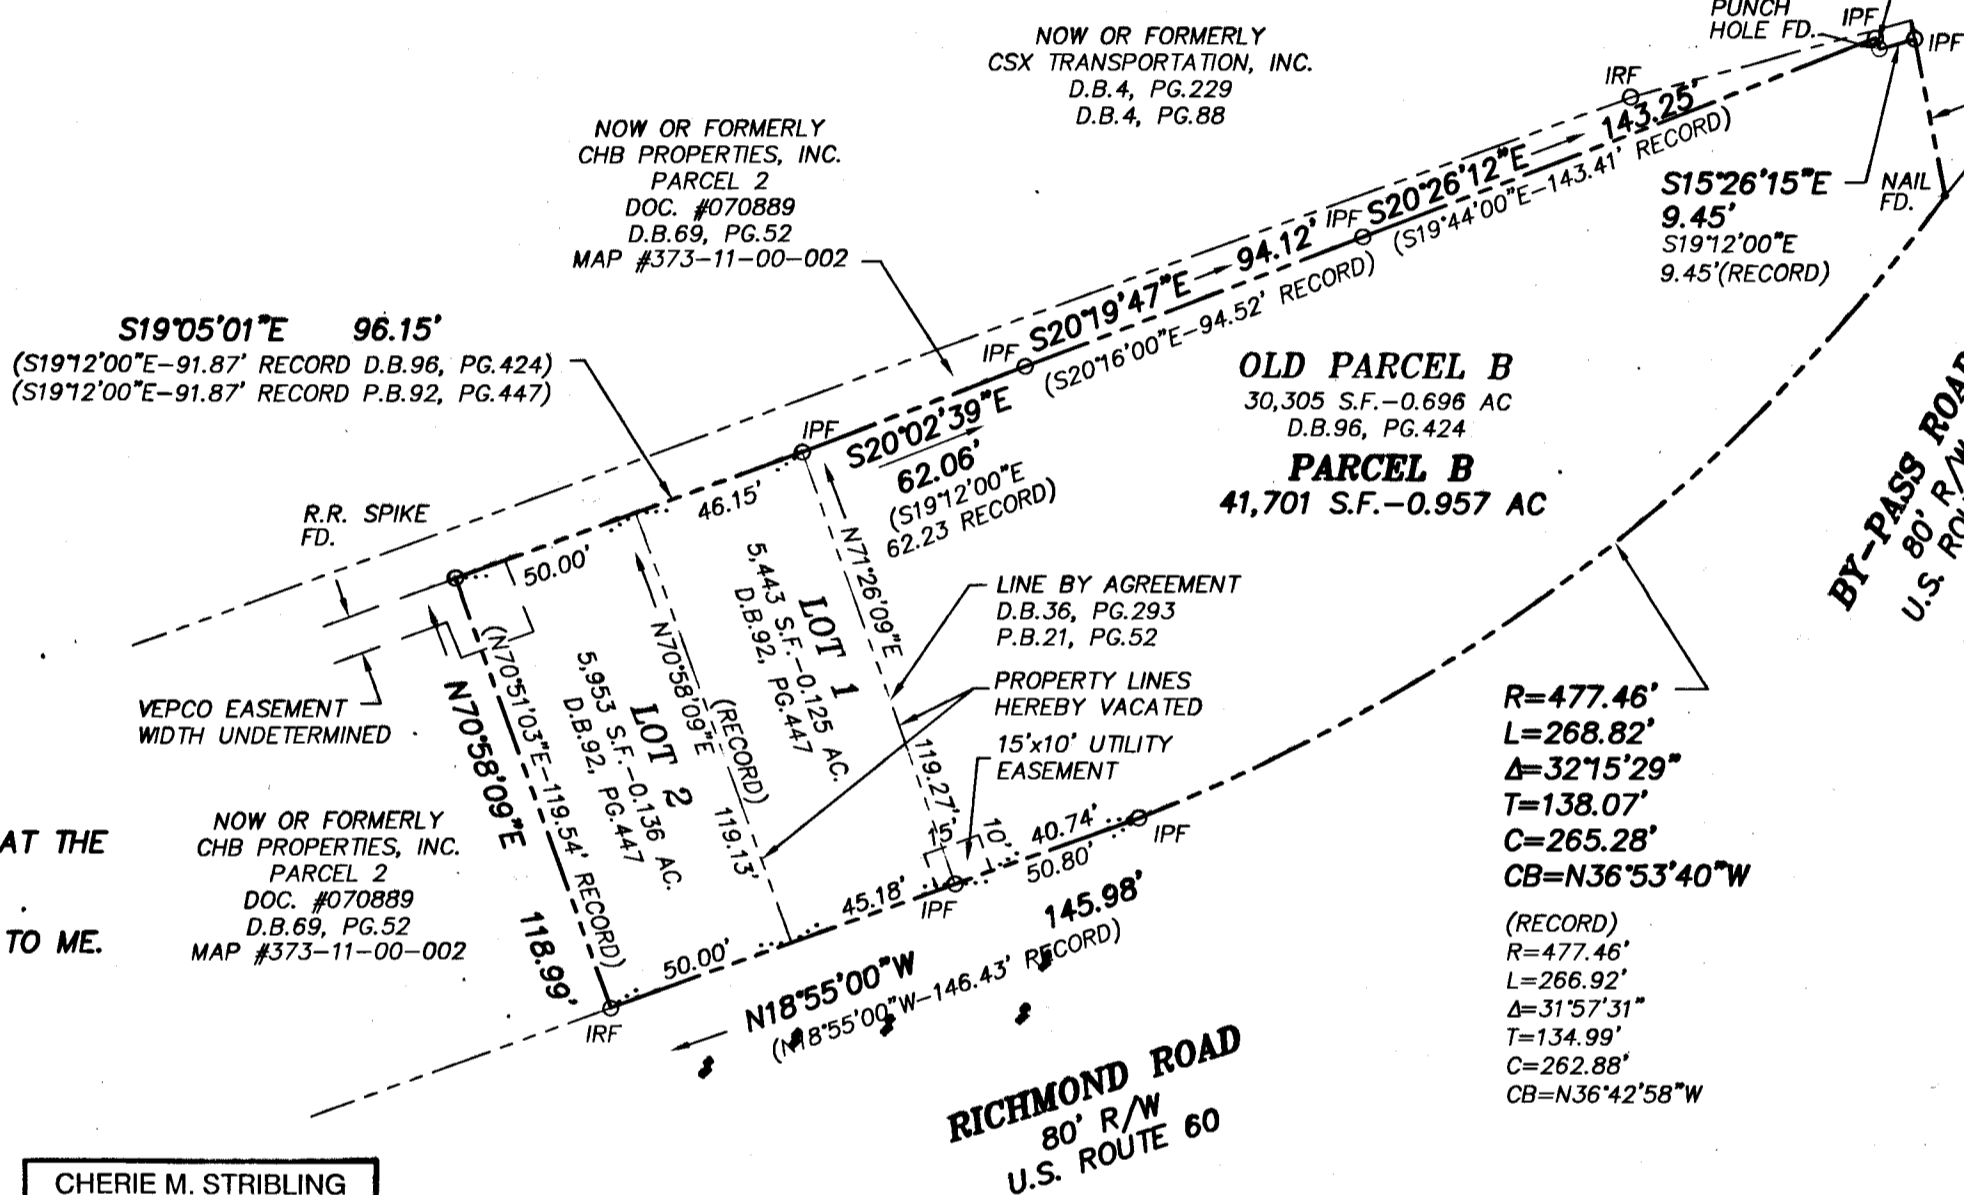 NOW OR FORMERLY
CSX TRANSPORTATION, INC.
D.B.4, PG.229
D.B.4, PG.88
PUNCH
HOLE FD.
IPF
IPF
IRF
NOW OR FORMERLY
CHB PROPERTIES, INC.
PARCEL 2
DOC. #070889
D.B.69, PG.52
MAP #373-11-00-002
S20°26'12"E
143.25'
(S19°44'00"E-143.41' RECORD)
IPF
S20°19'47"E
94.12'
(S20°16'00"E-94.52' RECORD)
IPF
S15°26'15"E
9.45'
S19°12'00"E
9.45'(RECORD)
NAIL
FD.
S19°05'01"E 96.15'
(S19°12'00"E-91.87' RECORD D.B.96, PG.424)
(S19°12'00"E-91.87' RECORD P.B.92, PG.447)
OLD PARCEL B
30,305 S.F.-0.696 AC
D.B.96, PG.424
PARCEL B
41,701 S.F.-0.957 AC
IPF
S20°02'39"E
62.06'
(S19°12'00"E
62.23 RECORD)
BY-PASS ROAD
80' R/W
U.S.
R.R. SPIKE
FD.
46.15'
50.00'
N71°26'09"E
119.27'
LOT 1
5,443 S.F.-0.125 AC.
D.B.92, PG.447
N70°58'09"E
(RECORD)
119.13'
LOT 2
5,953 S.F.-0.136 AC.
D.B.92, PG.447
(N70°51'03"E-119.54' RECORD)
N70°58'09"E
118.99'
LINE BY AGREEMENT
D.B.36, PG.293
P.B.21, PG.52
PROPERTY LINES
HEREBY VACATED
15'x10' UTILITY
EASEMENT
VEPCO EASEMENT
WIDTH UNDETERMINED
R=477.46'
L=268.82'
Δ=32°15'29"
T=138.07'
C=265.28'
CB=N36°53'40"W
(RECORD)
R=477.46'
L=266.92'
Δ=31°57'31"
T=134.99'
C=262.88'
CB=N36°42'58"W
AT THE
TO ME.
NOW OR FORMERLY
CHB PROPERTIES, INC.
PARCEL 2
DOC. #070889
D.B.69, PG.52
MAP #373-11-00-002
15'
10'
40.74'
50.80'
IPF
45.18'
IPF
50.00'
IRF
145.98'
N18°55'00"W
(N18°55'00"W-146.43' RECORD)
RICHMOND ROAD
80' R/W
U.S. ROUTE 60
CHERIE M. STRIBLING